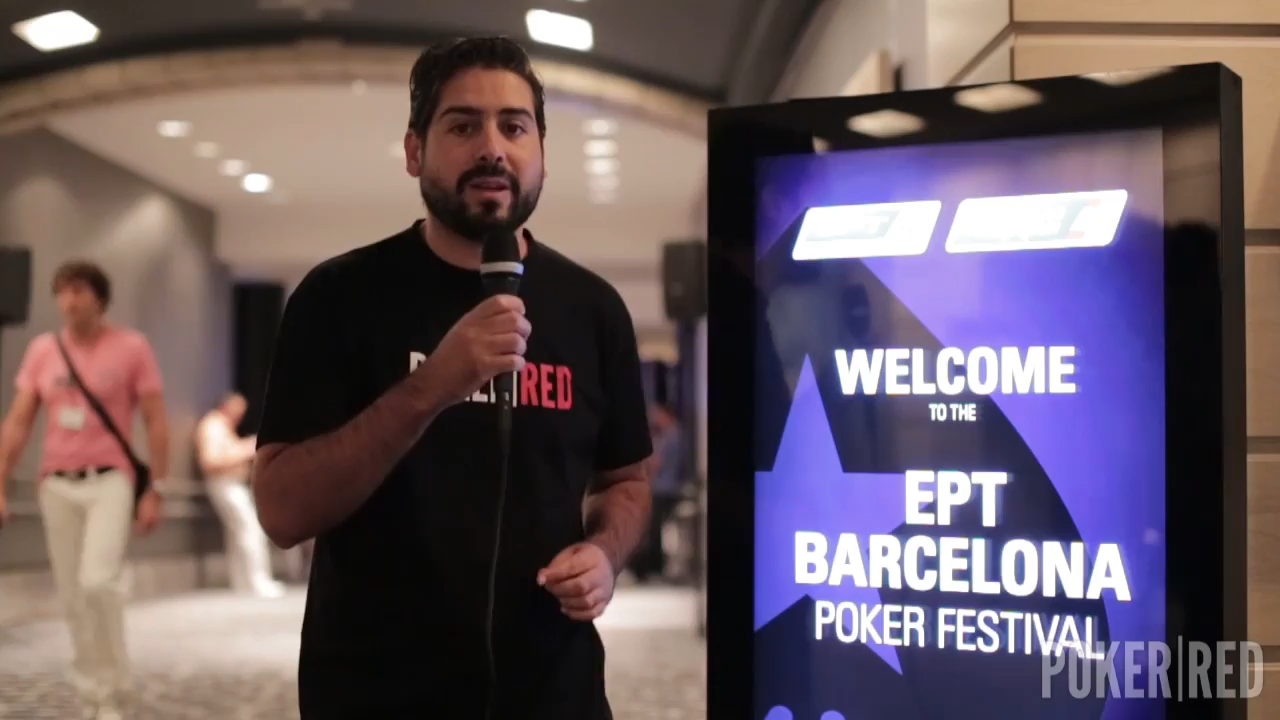 RED
WELCOME
TO THE
EPT
BARCELONA
POKER FESTIVAL
POKER|RED